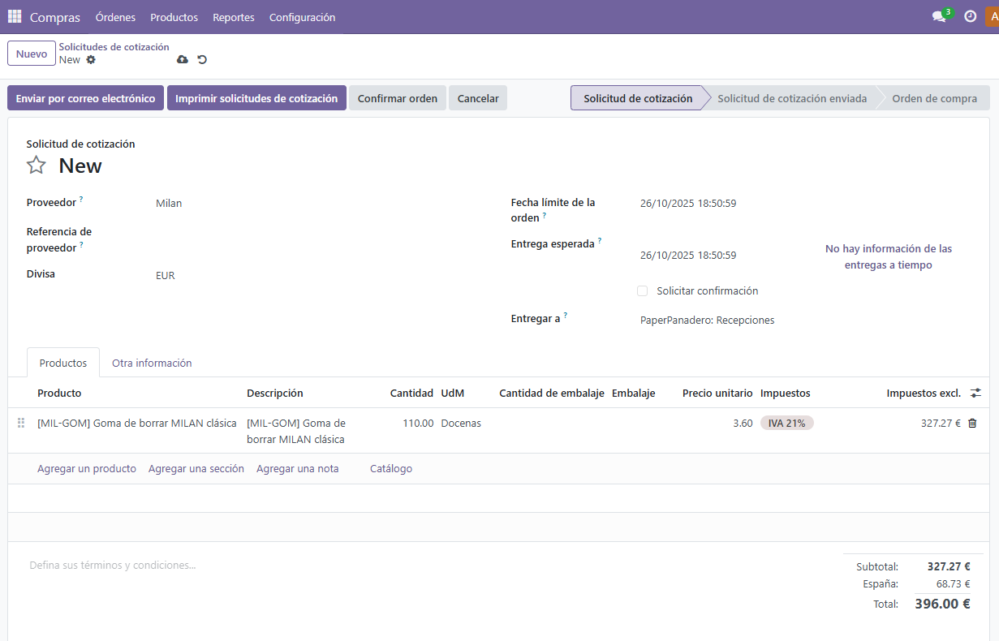 Compras Órdenes Productos Reportes Configuración 3 A
Nuevo Solicitudes de cotización
New
Enviar por correo electrónico Imprimir solicitudes de cotización Confirmar orden Cancelar Solicitud de cotización Solicitud de cotización enviada Orden de compra
Solicitud de cotización
New
Proveedor ? Milan
Referencia de
proveedor ?
Divisa EUR
Fecha límite de la
orden ? 26/10/2025 18:50:59
Entrega esperada ?
26/10/2025 18:50:59
No hay información de las
entregas a tiempo
Solicitar confirmación
Entregar a ? PaperPanadero: Recepciones
Productos Otra información
Producto Descripción Cantidad UdM Cantidad de embalaje Embalaje Precio unitario Impuestos Impuestos excl.
[MIL-GOM] Goma de borrar MILAN clásica [MIL-GOM] Goma de 110.00 Docenas 3.60 IVA 21% 327.27 €
borrar MILAN clásica
Agregar un producto Agregar una sección Agregar una nota Catálogo
Defina sus términos y condiciones...
Subtotal: 327.27 €
España: 68.73 €
Total: 396.00 €